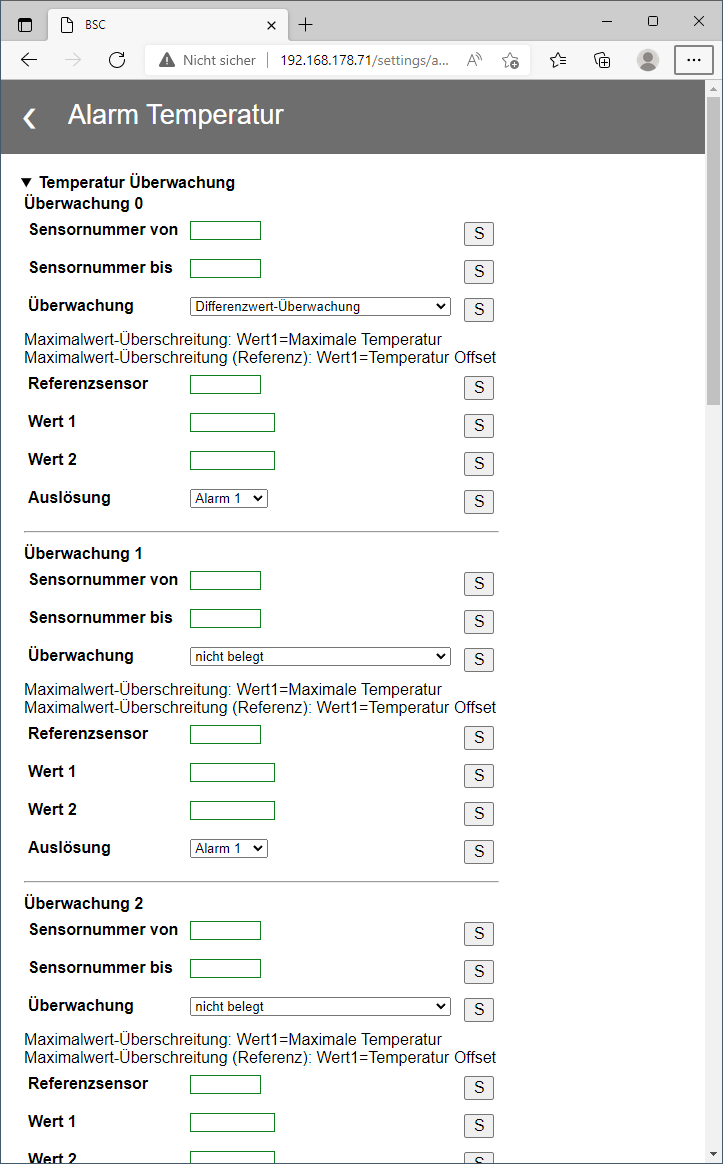 BSC
Nicht sicher 192.168.178.71/settings/a...
Alarm Temperatur
Temperatur Überwachung
Überwachung 0
Sensornummer von S
Sensornummer bis S
Überwachung Differenzwert-Überwachung S
Maximalwert-Überschreitung: Wert1=Maximale Temperatur
Maximalwert-Überschreitung (Referenz): Wert1=Temperatur Offset
Referenzsensor S
Wert 1 S
Wert 2 S
Auslösung Alarm 1 S
Überwachung 1
Sensornummer von S
Sensornummer bis S
Überwachung nicht belegt S
Maximalwert-Überschreitung: Wert1=Maximale Temperatur
Maximalwert-Überschreitung (Referenz): Wert1=Temperatur Offset
Referenzsensor S
Wert 1 S
Wert 2 S
Auslösung Alarm 1 S
Überwachung 2
Sensornummer von S
Sensornummer bis S
Überwachung nicht belegt S
Maximalwert-Überschreitung: Wert1=Maximale Temperatur
Maximalwert-Überschreitung (Referenz): Wert1=Temperatur Offset
Referenzsensor S
Wert 1 S
Wert 2 S